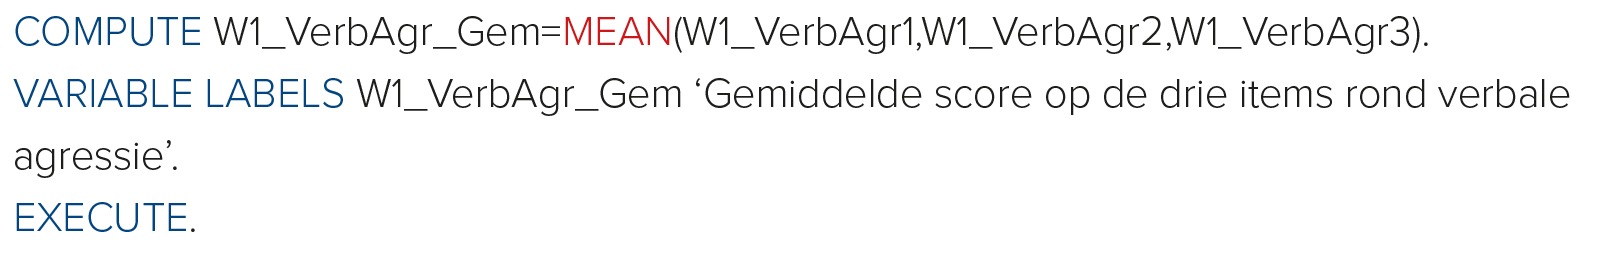 COMPUTE W1_VerbAgr_Gem=MEAN(W1_VerbAgr1,W1_VerbAgr2,W1_VerbAgr3).
VARIABLE LABELS W1_VerbAgr_Gem ‘Gemiddelde score op de drie items rond verbale
agressie’.
EXECUTE.